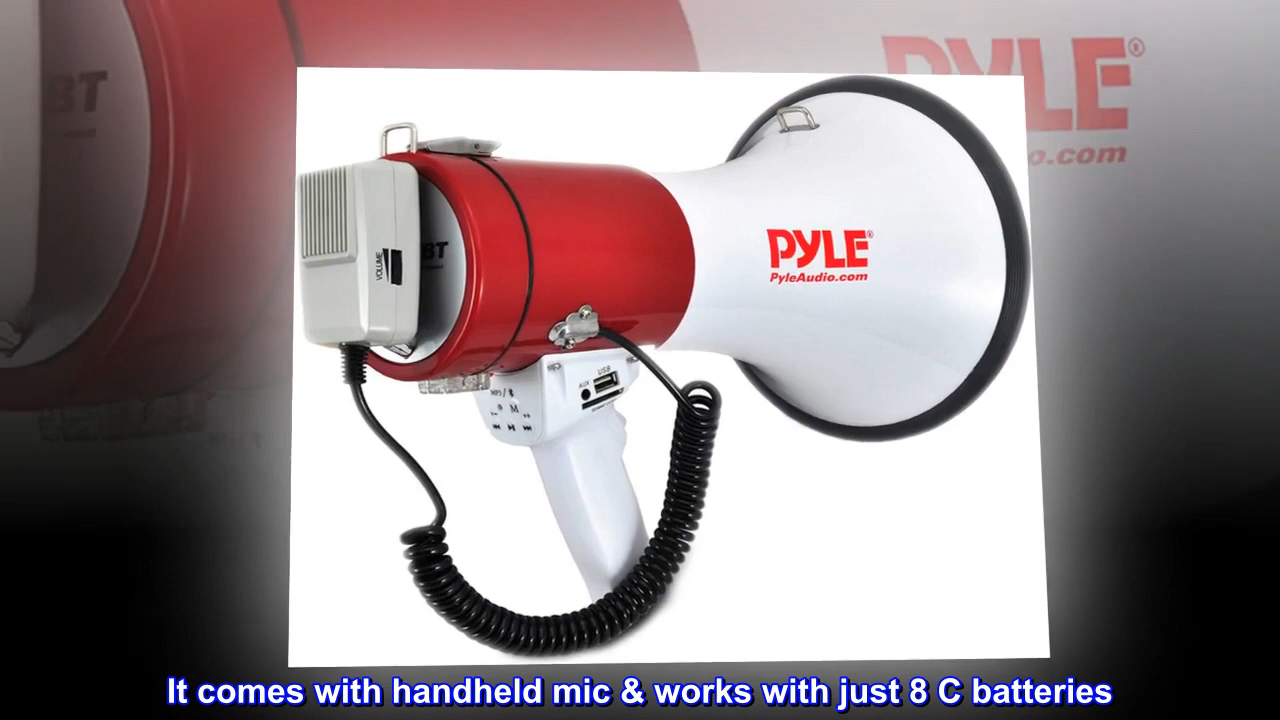 BT
PYLE®
o.com
BT
VOLUME
PYLE®
PyleAudio.com
USB
AUX
MP3/
M
It comes with handheld mic & works with just 8 C batteries